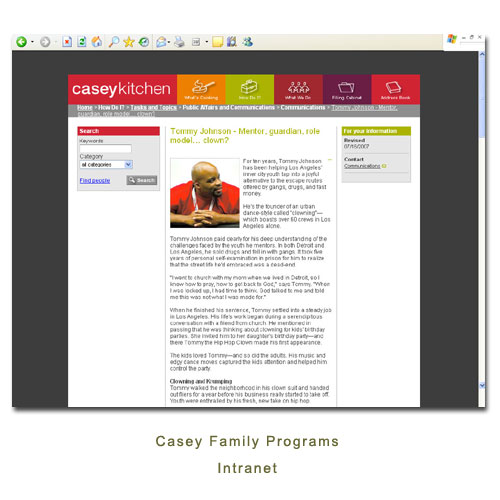 caseykitchen
What's Cooking
How Do I?
What We Do
Filing Cabinet
Address Book
Home > How Do I? > Tasks and Topics > Public Affairs and Communications > Communications > Tommy Johnson - Mentor,
guardian, role model... clown?
Search
Keywords
Category
all categories
Find people
Search
Tommy Johnson - Mentor, guardian, role
model... clown?
For ten years, Tommy Johnson
has been helping Los Angeles'
inner city youth tap into a joyful
alternative to the escape routes
offered by gangs, drugs, and fast
money.
He's the founder of an urban
dance-style called "clowning"—
which boasts over 60 crews in Los
Angeles alone.
Tommy Johnson paid dearly for his deep understanding of the
challenges faced by the youth he mentors. In both Detroit and
Los Angeles, he sold drugs and fell in with gangs. It took five
years of personal self-examination in prison for him to realize
that the street life he'd embraced was a dead-end.
"I went to church with my mom when we lived in Detroit, so I
knew how to pray, how to get back to God," says Tommy. "When
I was locked up, I had time to think. God talked to me and told
me this was not what I was made for."
When he finished his sentence, Tommy settled into a steady job
in Los Angeles. His life's work began during a serendipitous
conversation with a friend from church. He mentioned in
passing that he was thinking about clowning for kids' birthday
parties. She invited him to her daughter's birthday party—and
there Tommy the Hip Hop Clown made his first appearance.
The kids loved Tommy—and so did the adults. His music and
edgy dance moves captured the kids attention and helped him
control the party.
Clowning and Krumping
Tommy walked the neighborhood in his clown suit and handed
out fliers for a year before his business really started to take off.
Youth were enthralled by his fresh, new take on hip hop.
For your information
Revised
07/16/2007
Contact
Communications
Casey Family Programs
Intranet